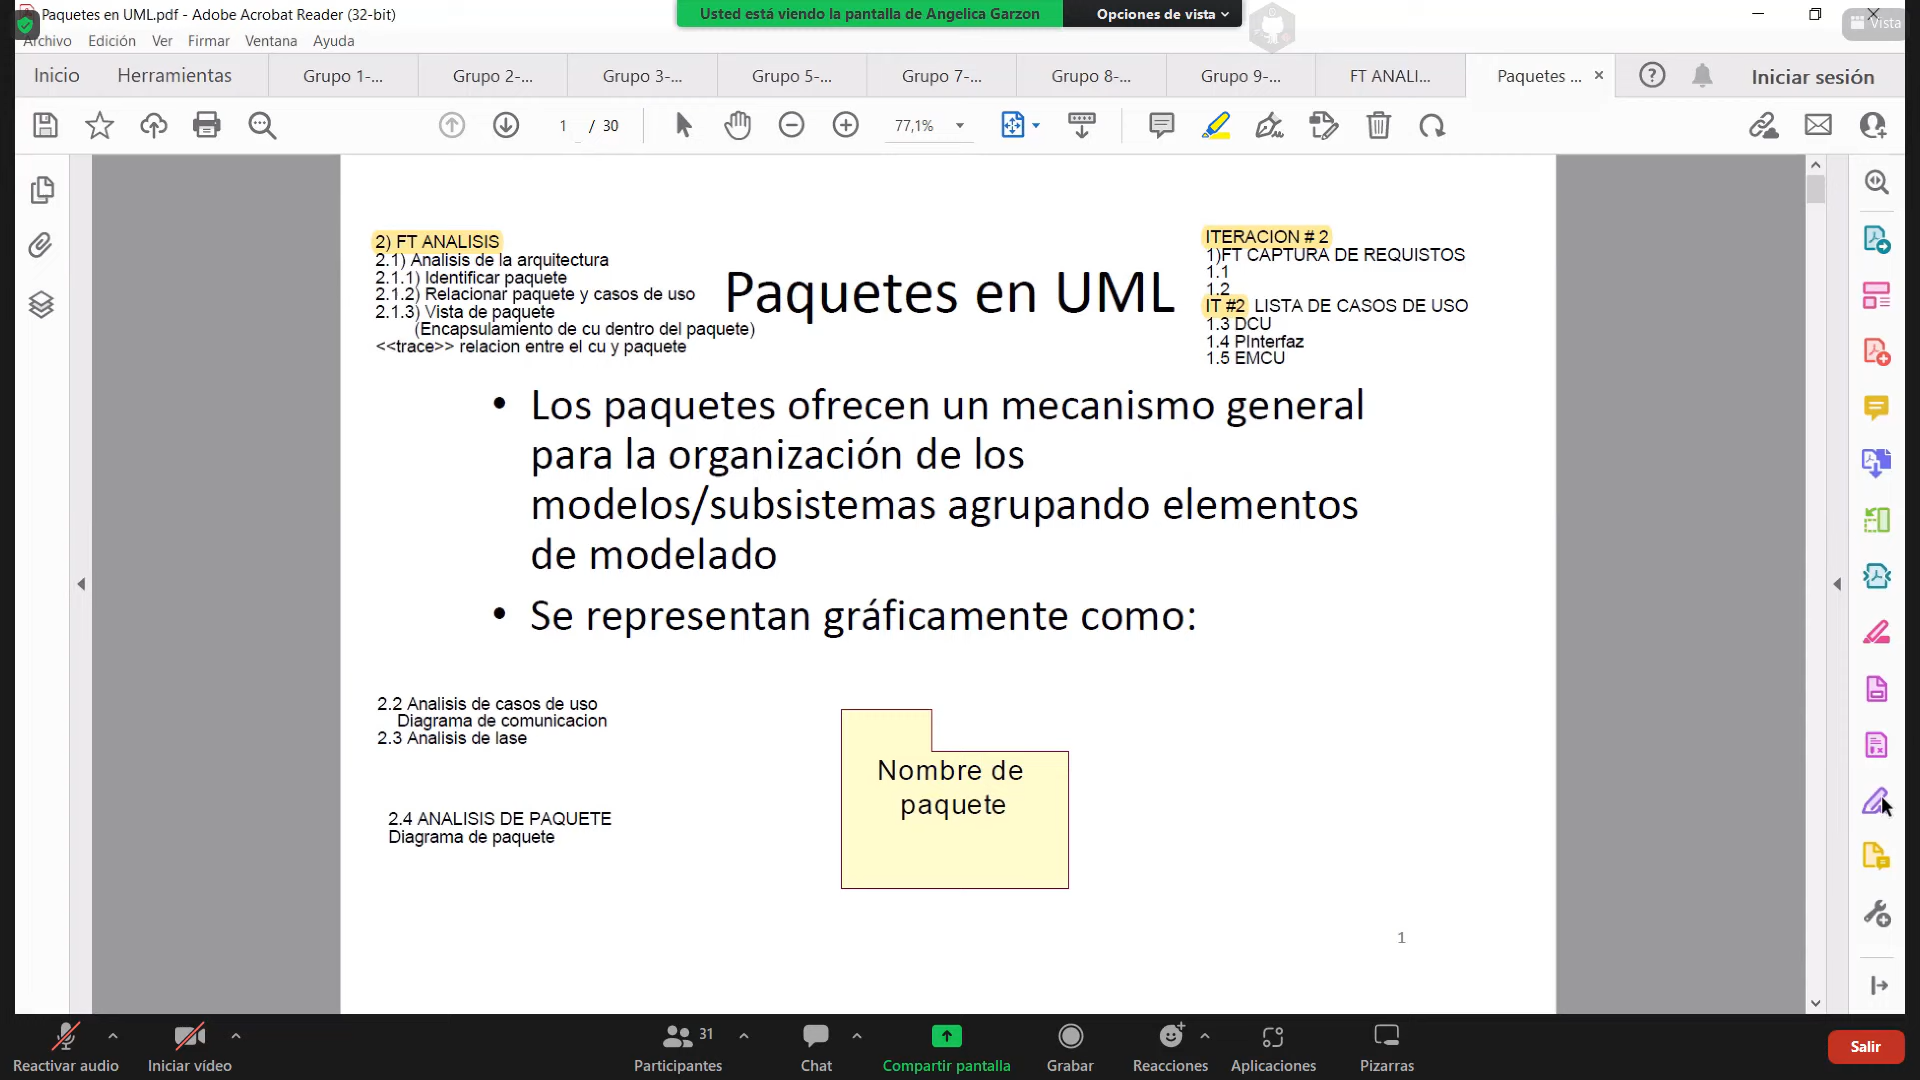 Paquetes en UML.pdf - Adobe Acrobat Reader (32-bit)
Usted está viendo la pantalla de Angelica Garzon
Opciones de vista
Vista
Archivo Edición Ver Firmar Ventana Ayuda
Inicio Herramientas Grupo 1-... Grupo 2-... Grupo 3-... Grupo 5-... Grupo 7-... Grupo 8-... Grupo 9-... FT ANALI... Paquetes ... Iniciar sesión
1 / 30 77,1%
2) FT ANALISIS
2.1) Analisis de la arquitectura
2.1.1) Identificar paquete
2.1.2) Relacionar paquete y casos de uso
2.1.3) Vista de paquete
(Encapsulamiento de cu dentro del paquete)
<<trace>> relacion entre el cu y paquete
Paquetes en UML
ITERACION # 2
1)FT CAPTURA DE REQUISTOS
1.1
1.2
IT #2 LISTA DE CASOS DE USO
1.3 DCU
1.4 PInterfaz
1.5 EMCU
• Los paquetes ofrecen un mecanismo general
para la organización de los
modelos/subsistemas agrupando elementos
de modelado
• Se representan gráficamente como:
2.2 Analisis de casos de uso
Diagrama de comunicacion
2.3 Analisis de lase
2.4 ANALISIS DE PAQUETE
Diagrama de paquete
Nombre de
paquete
1
Reactivar audio
Iniciar vídeo
31
Participantes
Chat
Compartir pantalla
Grabar
Reacciones
Aplicaciones
Pizarras
Salir